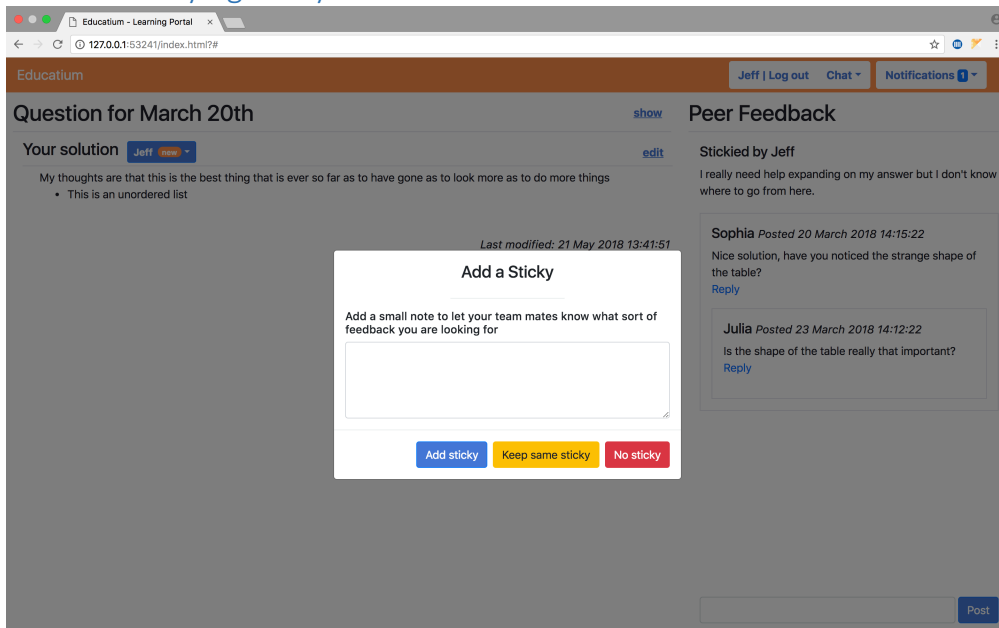 Educatium - Learning Portal ×
127.0.0.1:53241/index.html?#
Educatium
Jeff | Log out Chat Notifications 1
Question for March 20th show
Your solution Jeff new edit
My thoughts are that this is the best thing that is ever so far as to have gone as to look more as to do more things
• This is an unordered list
Last modified: 21 May 2018 13:41:51
Peer Feedback
Stickied by Jeff
I really need help expanding on my answer but I don't know
where to go from here.
Sophia Posted 20 March 2018 14:15:22
Nice solution, have you noticed the strange shape of
the table?
Reply
Julia Posted 23 March 2018 14:12:22
Is the shape of the table really that important?
Reply
Post
Add a Sticky
Add a small note to let your team mates know what sort of
feedback you are looking for
Add sticky Keep same sticky No sticky